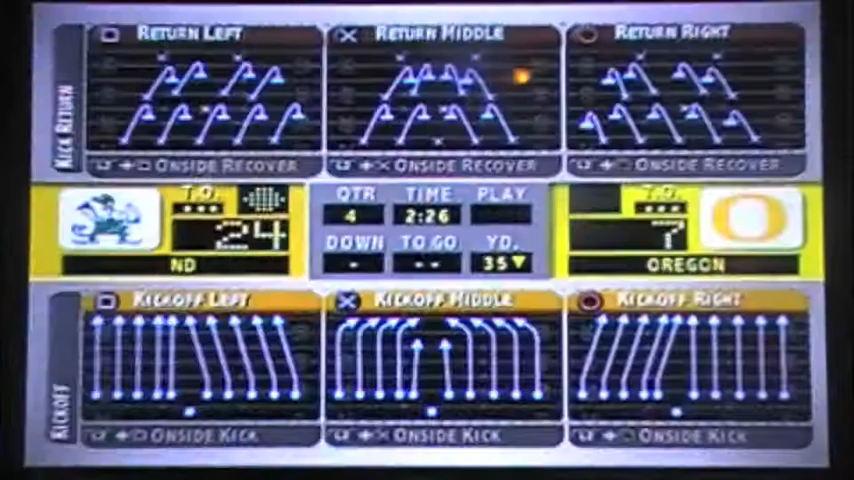 RETURN LEFT
RETURN MIDDLE
RETURN RIGHT
KICK RETURN
ONSIDE RECOVER
ONSIDE RECOVER
ONSIDE RECOVER
T.O.
QTR TIME PLAY
T.O.
4 2:26
24
7
DOWN TO GO YD.
- -- 35
ND
OREGON
KICKOFF LEFT
KICKOFF MIDDLE
KICKOFF RIGHT
KICKOFF
ONSIDE KICK
ONSIDE KICK
ONSIDE KICK